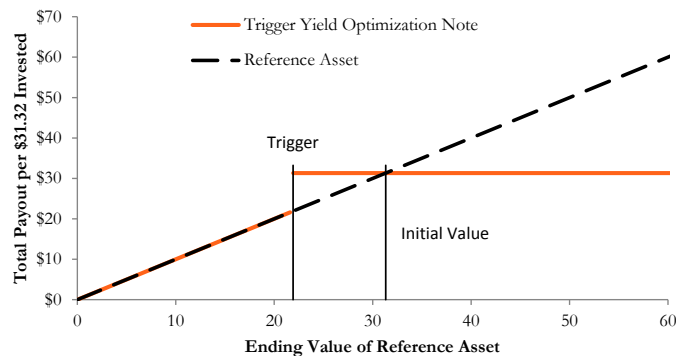 Trigger Yield Optimization Note
Reference Asset
Total Payout per $31.32 Invested
$70
$60
$50
$40
$30
$20
$10
$0
Trigger
Initial Value
0 10 20 30 40 50 60
Ending Value of Reference Asset